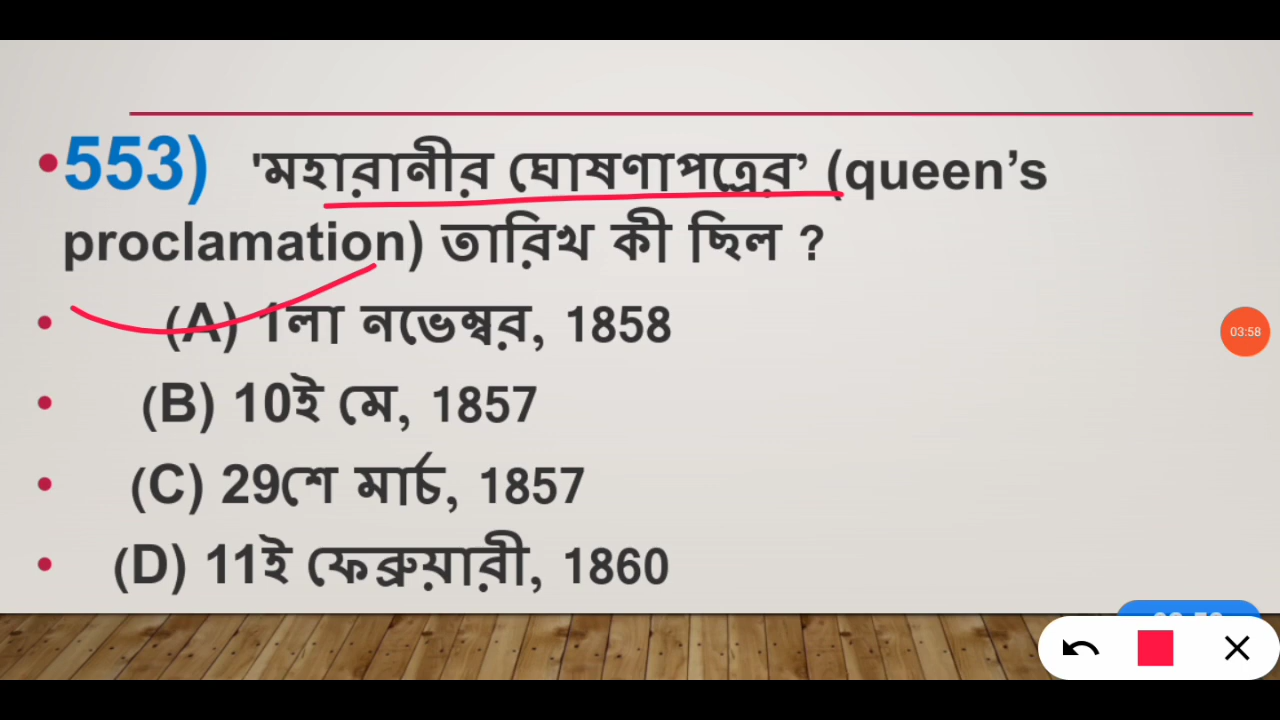 553) 'মহারানীর ঘোষণাপত্রের’ (queen’s
proclamation) তারিখ কী ছিল ?
(A) 1লা নভেম্বর, 1858
(B) 10ই মে, 1857
(C) 29শে মার্চ, 1857
(D) 11ই ফেব্রুয়ারী, 1860
03:58